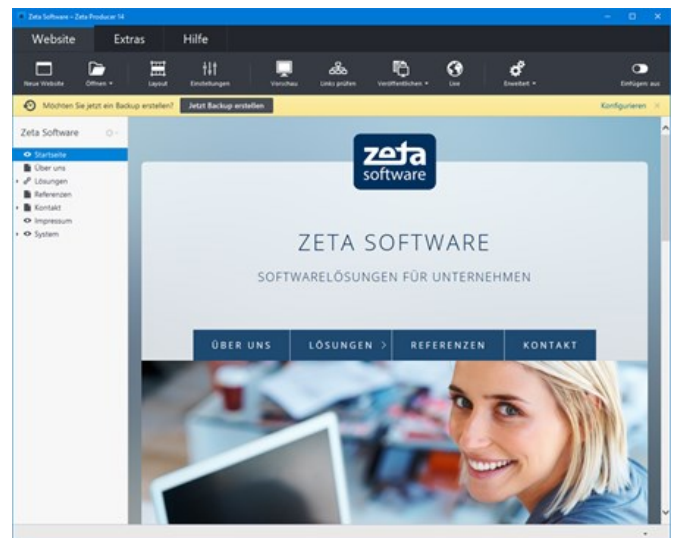 Zeta Software – Zeta Producer 14
Website Extras Hilfe
Neue Website Öffnen Layout Einstellungen Vorschau Links prüfen Veröffentlichen Live Erweitert Einfügen: aus
Möchten Sie jetzt ein Backup erstellen? Jetzt Backup erstellen Konfigurieren
Zeta Software
Startseite
Über uns
Lösungen
Referenzen
Kontakt
Impressum
System
zeta
software
ZETA SOFTWARE
SOFTWARELÖSUNGEN FÜR UNTERNEHMEN
ÜBER UNS LÖSUNGEN REFERENZEN KONTAKT